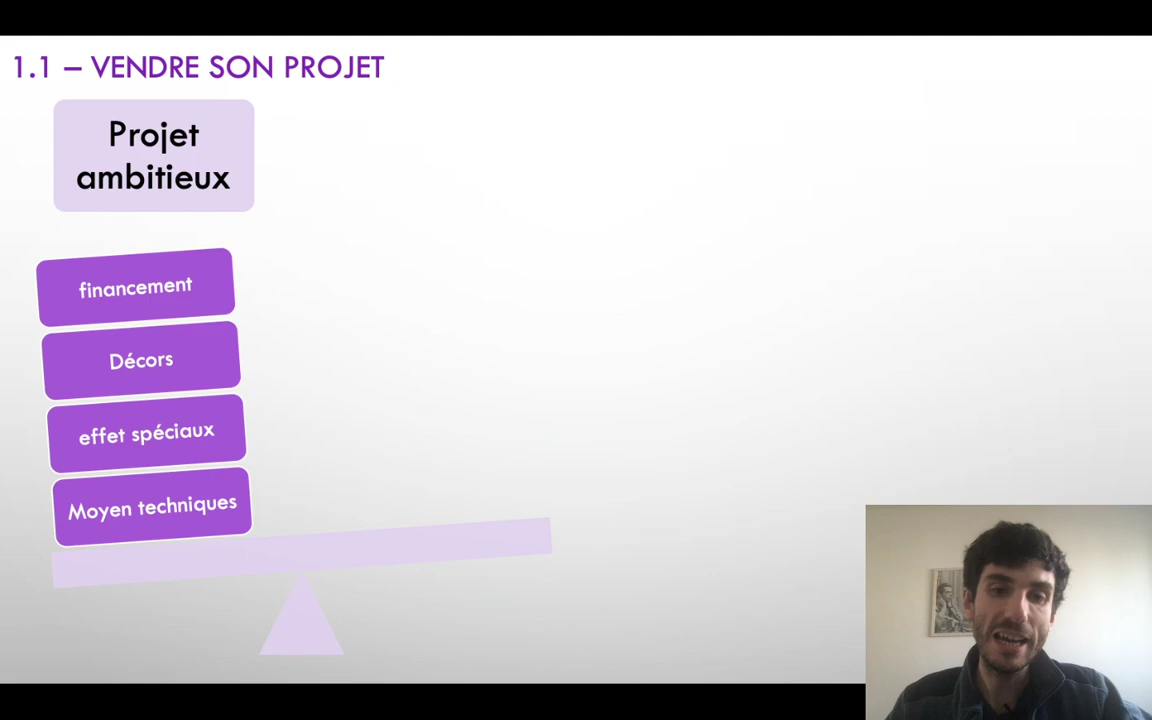 1.1 – VENDRE SON PROJET
Projet
ambitieux
financement
Décors
effet spéciaux
Moyen techniques